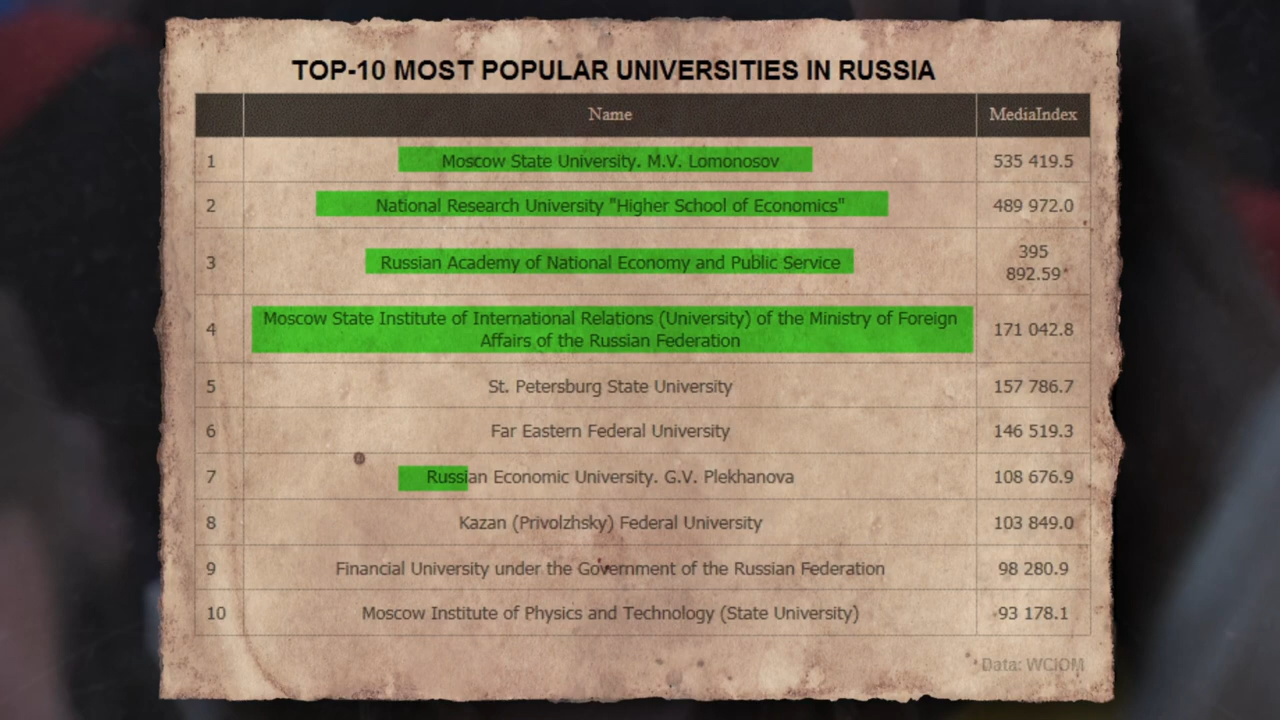 TOP-10 MOST POPULAR UNIVERSITIES IN RUSSIA
Name MediaIndex
1 Moscow State University. M.V. Lomonosov 535 419.5
2 National Research University "Higher School of Economics" 489 972.0
3 Russian Academy of National Economy and Public Service 395
892.59
4 Moscow State Institute of International Relations (University) of the Ministry of Foreign
Affairs of the Russian Federation 171 042.8
5 St. Petersburg State University 157 786.7
6 Far Eastern Federal University 146 519.3
7 Russian Economic University. G.V. Plekhanova 108 676.9
8 Kazan (Privolzhsky) Federal University 103 849.0
9 Financial University under the Government of the Russian Federation 98 280.9
10 Moscow Institute of Physics and Technology (State University) 93 178.1
Data: WCIOM